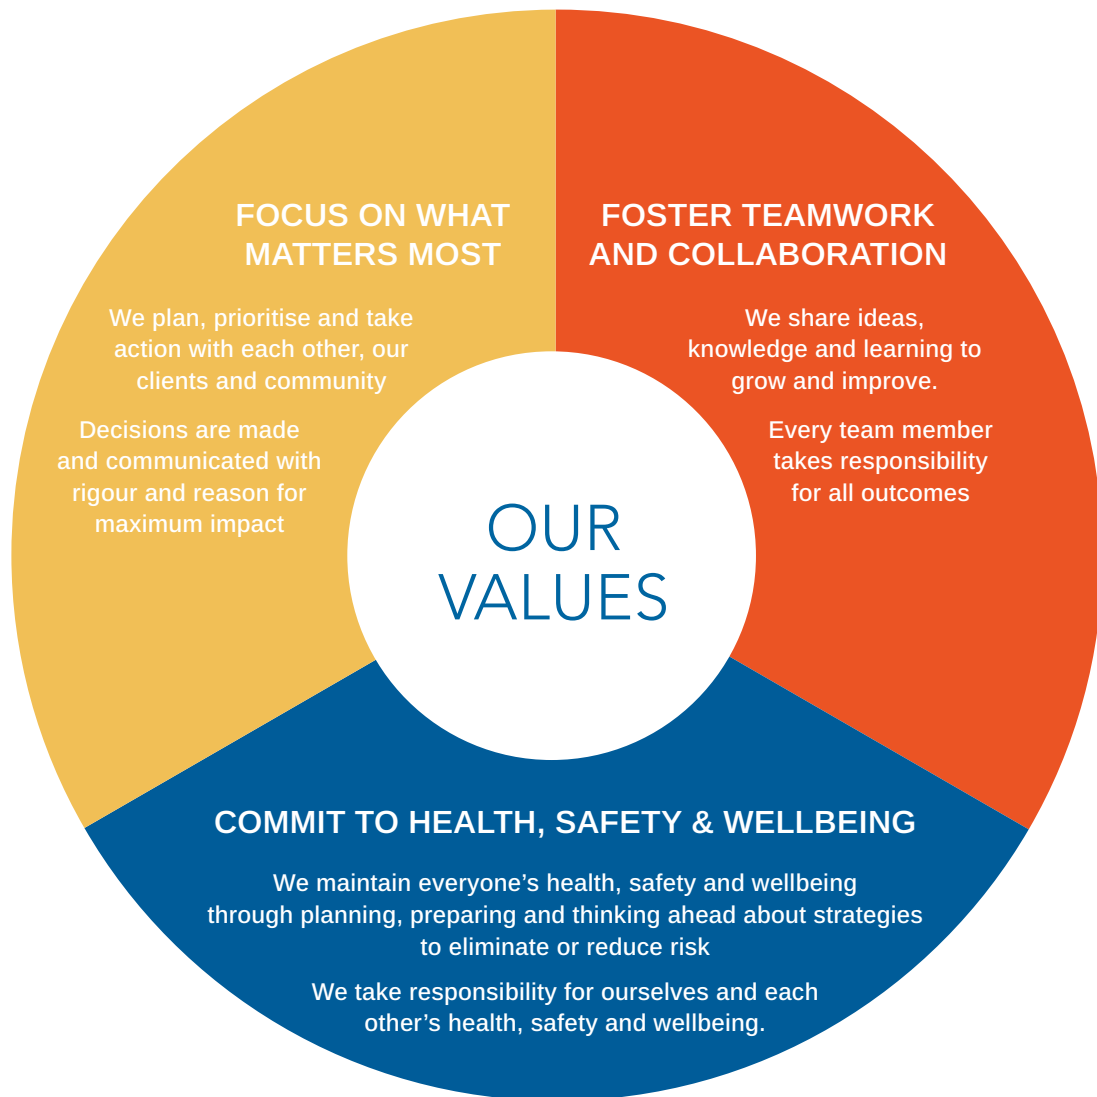 FOCUS ON WHAT
MATTERS MOST
We plan, prioritise and take
action with each other, our
clients and community
Decisions are made
and communicated with
rigour and reason for
maximum impact
FOSTER TEAMWORK
AND COLLABORATION
We share ideas,
knowledge and learning to
grow and improve.
Every team member
takes responsibility
for all outcomes
OUR
VALUES
COMMIT TO HEALTH, SAFETY & WELLBEING
We maintain everyone’s health, safety and wellbeing
through planning, preparing and thinking ahead about strategies
to eliminate or reduce risk
We take responsibility for ourselves and each
other’s health, safety and wellbeing.